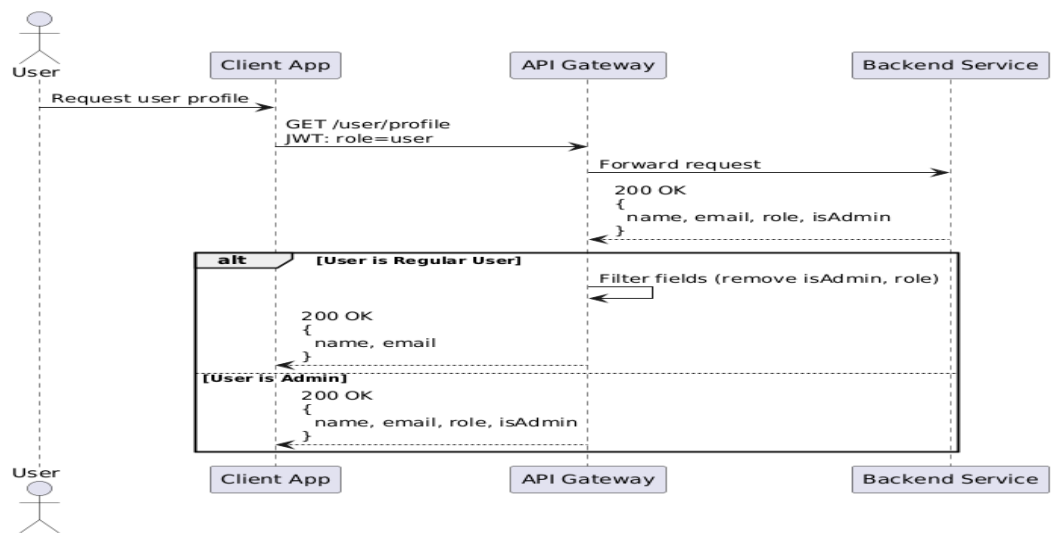 User
Client App
API Gateway
Backend Service
Request user profile
GET /user/profile
JWT: role=user
Forward request
200 OK
{
name, email, role, isAdmin
}
alt
[User is Regular User]
Filter fields (remove isAdmin, role)
200 OK
{
name, email
}
[User is Admin]
200 OK
{
name, email, role, isAdmin
}
User
Client App
API Gateway
Backend Service